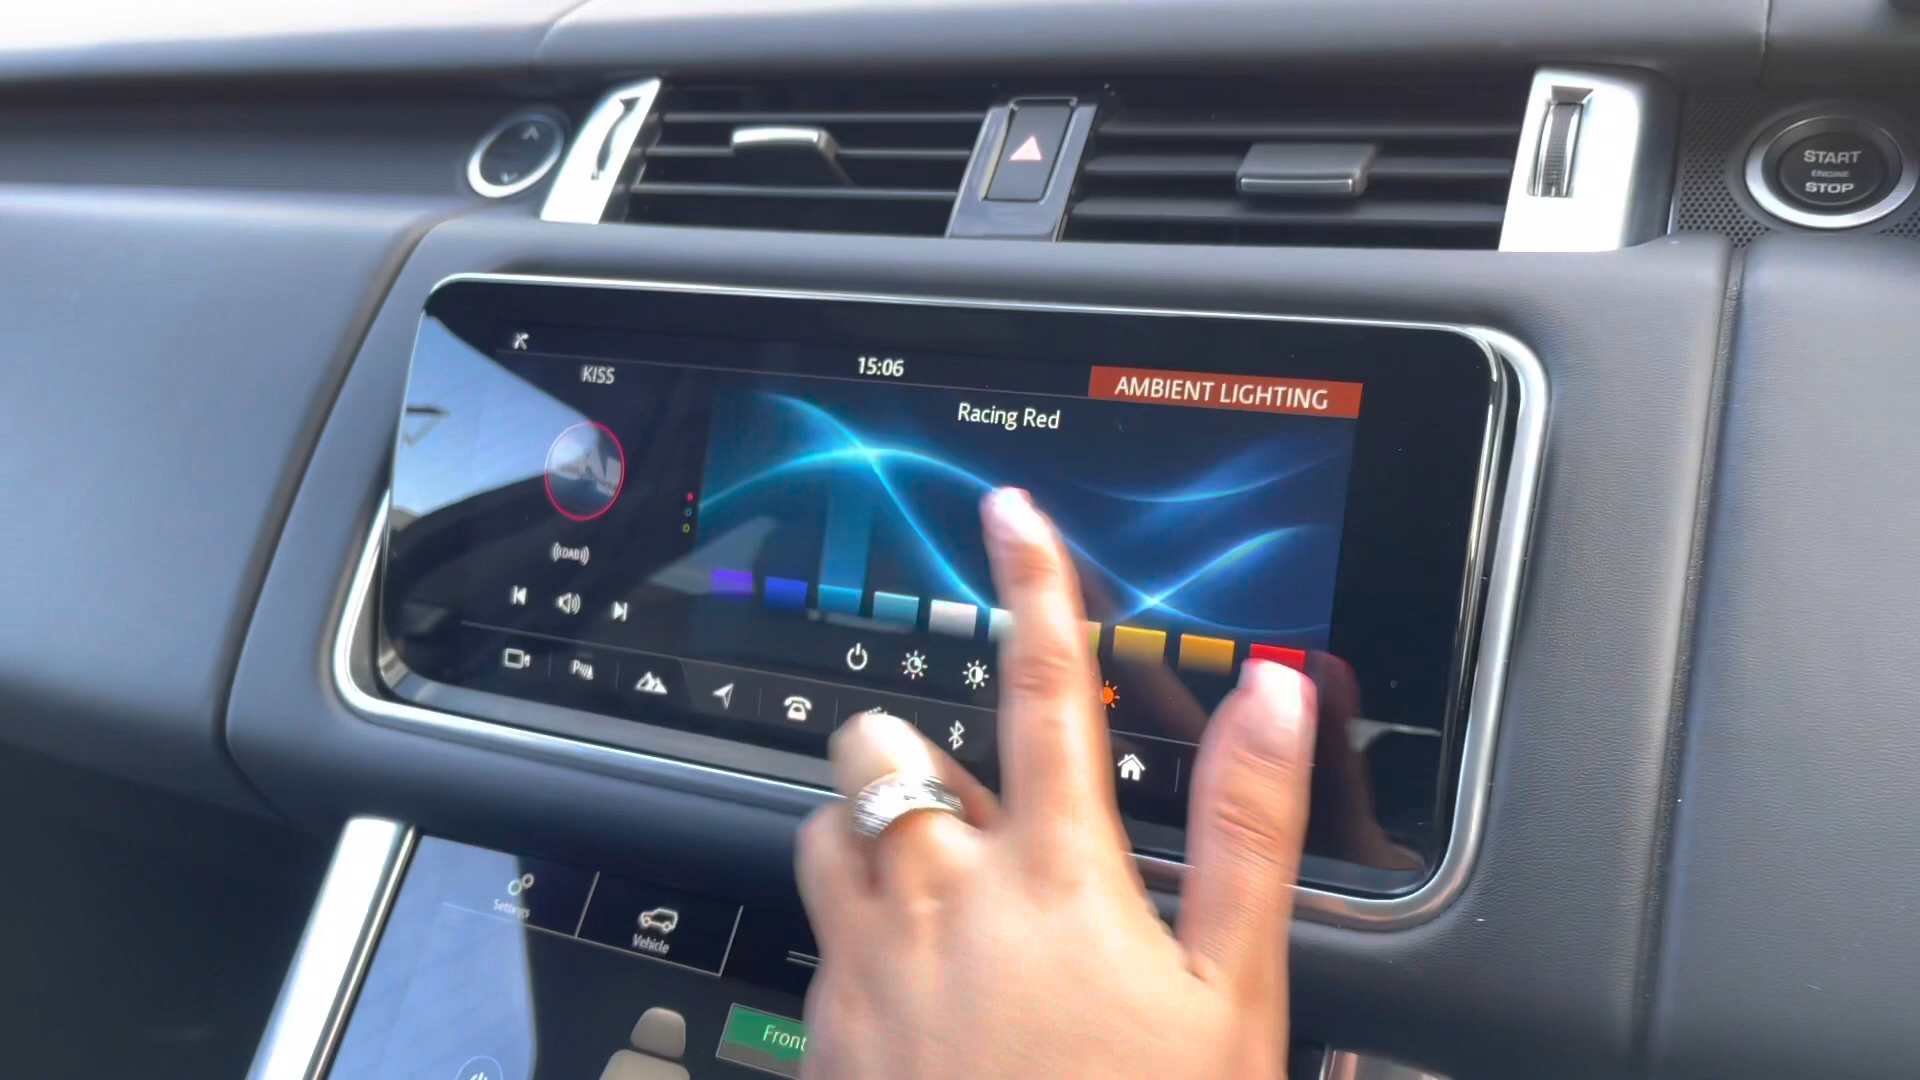 START
ENGINE
STOP
15:06
KISS
AMBIENT LIGHTING
Racing Red
(((DAB)))
Settings
Vehicle
Front